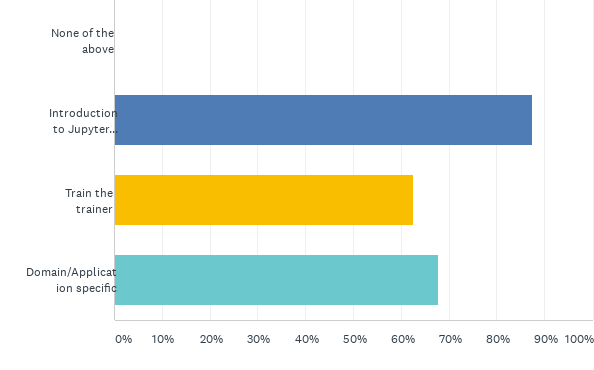 None of the
above
Introduction
to Jupyter...
Train the
trainer
Domain/Applicat
ion specific
0% 10% 20% 30% 40% 50% 60% 70% 80% 90% 100%